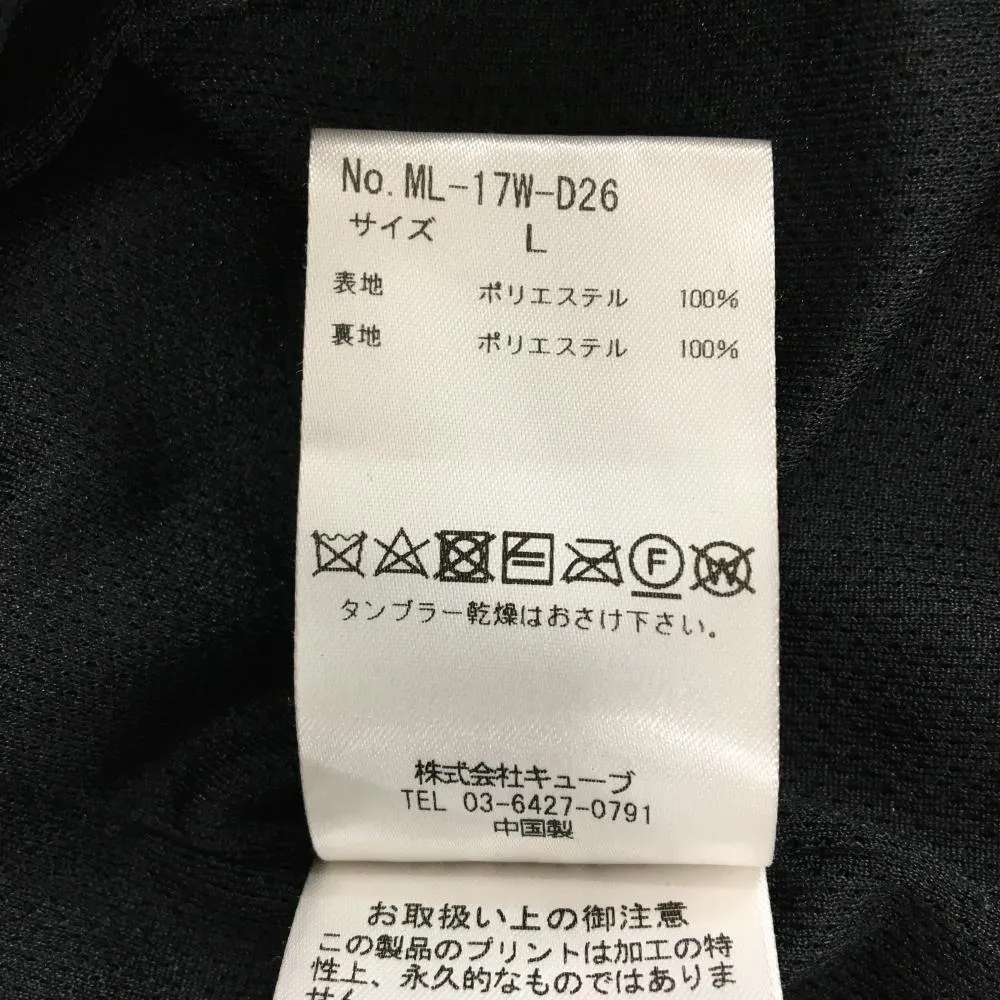 No. ML-17W-D26
サイズ L
表地 ポリエステル 100%
裏地 ポリエステル 100%
F W
タンブラー乾燥はおさけ下さい。
株式会社キューブ
TEL 03-6427-0791
中国製
お取扱い上の御注意
この製品のプリントは加工の特
性上、永久的なものではありま
せん